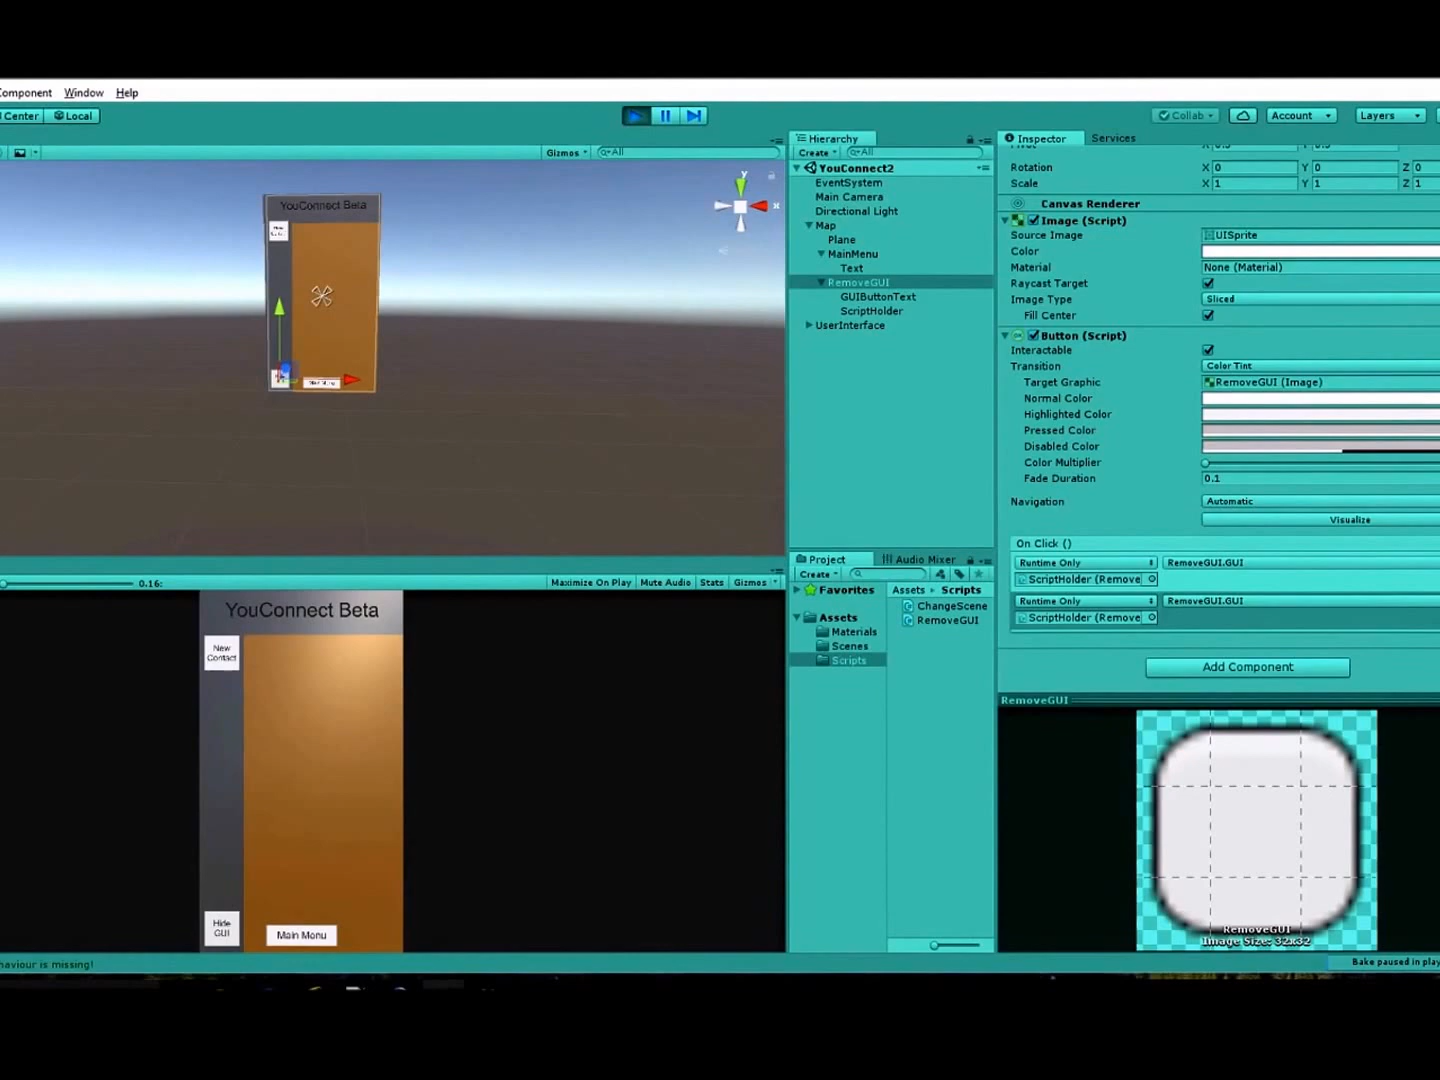 Component Window Help
Center Local
Collab Account Layers
Gizmos All
YouConnect Beta
Main Menu
y
x
0.16:
Maximize On Play Mute Audio Stats Gizmos
YouConnect Beta
New
Contact
Hide
GUI
Main Menu
haviour is missing!
Hierarchy
Create All
YouConnect2
EventSystem
Main Camera
Directional Light
Map
Plane
MainMenu
Text
RemoveGUI
GUIButtonText
ScriptHolder
UserInterface
Project Audio Mixer
Create
Favorites
Assets
Materials
Scenes
Scripts
Assets Scripts
ChangeScene
RemoveGUI
Inspector Services
Rotation X 0 Y 0 Z 0
Scale X 1 Y 1 Z 1
Canvas Renderer
Image (Script)
Source Image UISprite
Color
Material None (Material)
Raycast Target
Image Type Sliced
Fill Center
Button (Script)
Interactable
Transition Color Tint
Target Graphic RemoveGUI (Image)
Normal Color
Highlighted Color
Pressed Color
Disabled Color
Color Multiplier
Fade Duration 0.1
Navigation Automatic
Visualize
On Click ()
Runtime Only RemoveGUI.GUI
ScriptHolder (Remove
Runtime Only RemoveGUI.GUI
ScriptHolder (Remove
Add Component
RemoveGUI
RemoveGUI
Image Size: 32x32
Bake paused in play